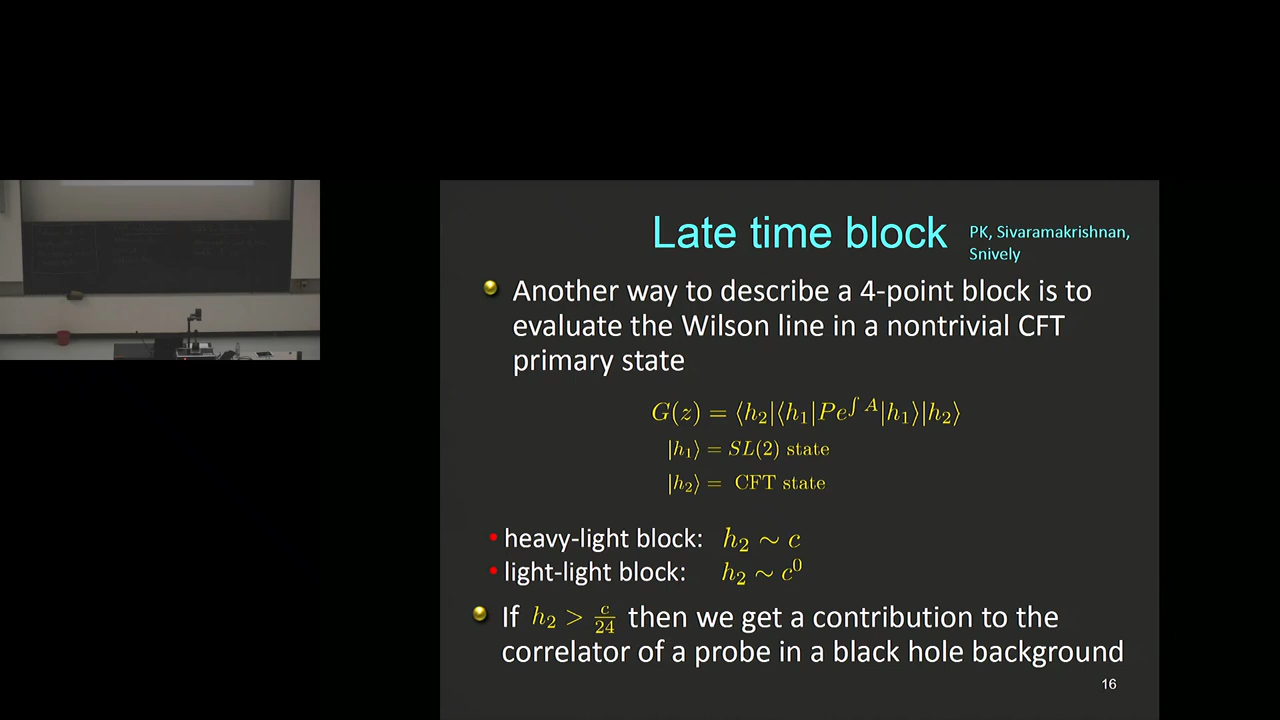 Late time block
PK, Sivaramakrishnan,
Snively
Another way to describe a 4-point block is to
evaluate the Wilson line in a nontrivial CFT
primary state
G(z) = ⟨h₂|⟨h₁|Pe^{∫ A}|h₁⟩|h₂⟩
|h₁⟩ = SL(2) state
|h₂⟩ = CFT state
• heavy-light block: h₂ ∼ c
• light-light block: h₂ ∼ c⁰
If h₂ > c/24 then we get a contribution to the
correlator of a probe in a black hole background
16